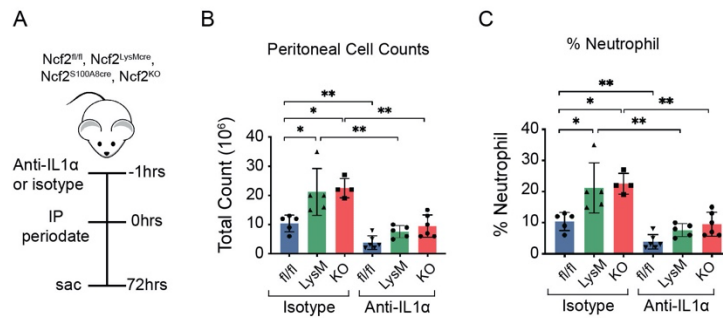 A
Ncf2fl/fl, Ncf2LysMcre,
Ncf2S100A8cre, Ncf2KO
Anti-IL1α
or isotype
-1hrs
IP
periodate
0hrs
sac
72hrs
B
Peritoneal Cell Counts
**
* **
* **
Total Count (10⁶)
40
30
20
10
0
fl/fl LysM KO fl/fl LysM KO
Isotype Anti-IL1α
C
% Neutrophil
**
* **
* **
% Neutrophil
40
30
20
10
0
fl/fl LysM KO fl/fl LysM KO
Isotype Anti-IL1α